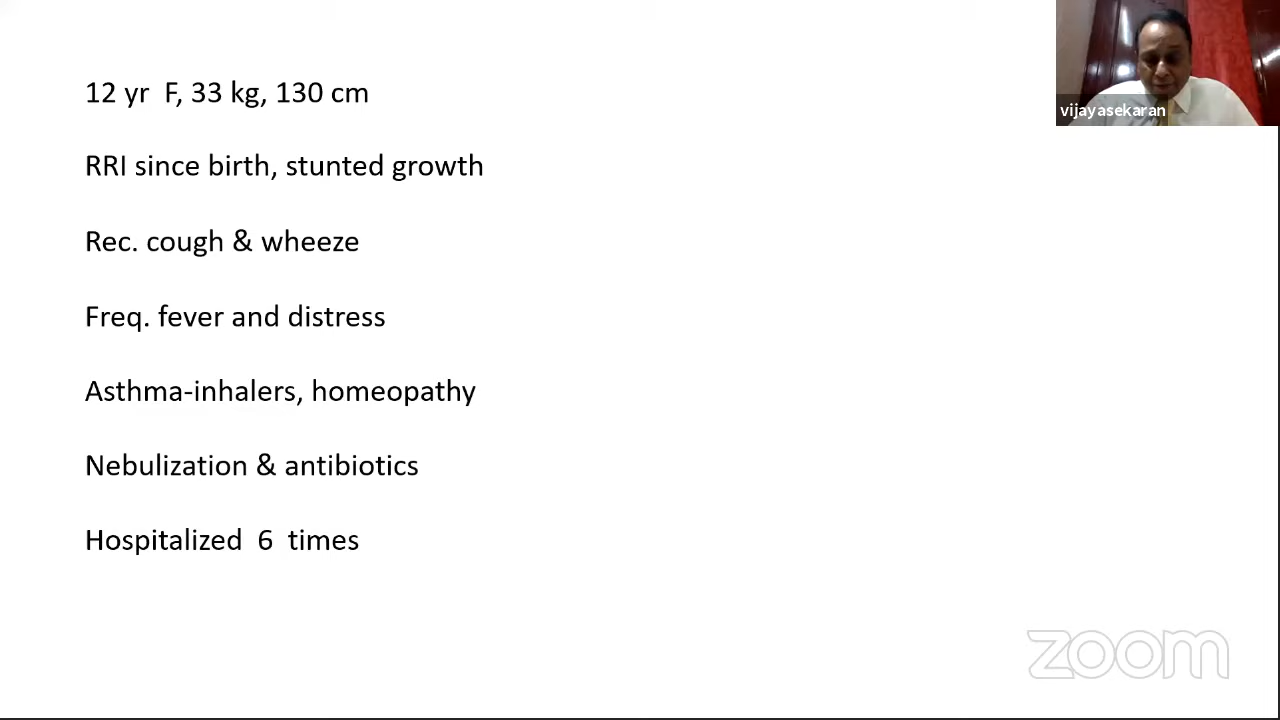 12 yr  F, 33 kg, 130 cm
vijayasekaran
RRI since birth, stunted growth
Rec. cough & wheeze
Freq. fever and distress
Asthma-inhalers, homeopathy
Nebulization & antibiotics
Hospitalized  6  times
zoom